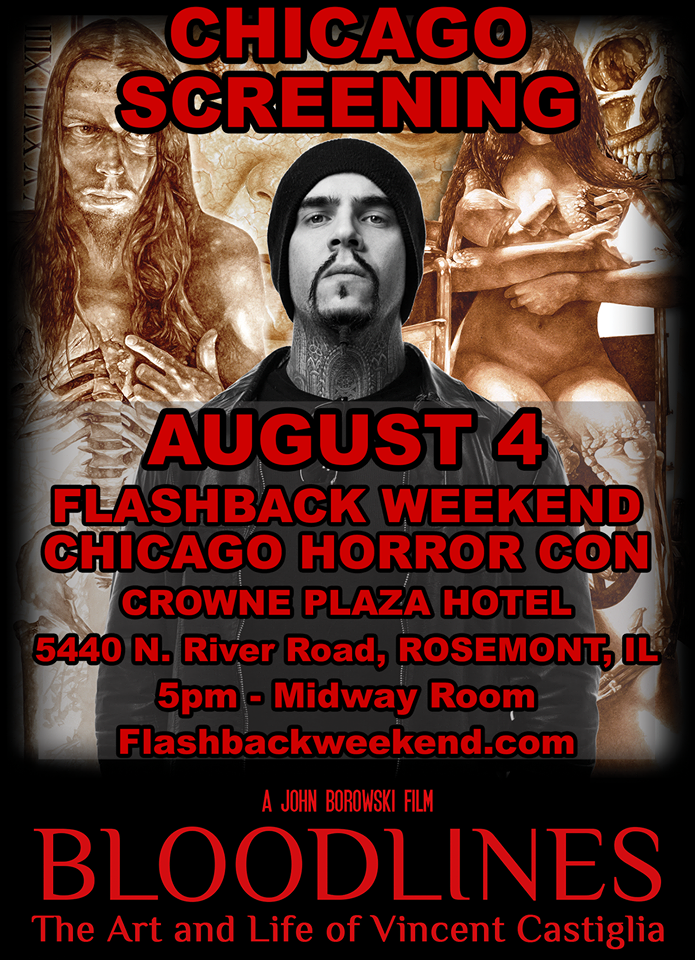 CHICAGO
SCREENING
AUGUST 4
FLASHBACK WEEKEND
CHICAGO HORROR CON
CROWNE PLAZA HOTEL
5440 N. River Road, ROSEMONT, IL
5pm - Midway Room
Flashbackweekend.com
A JOHN BOROWSKI FILM
BLOODLINES
The Art and Life of Vincent Castiglia